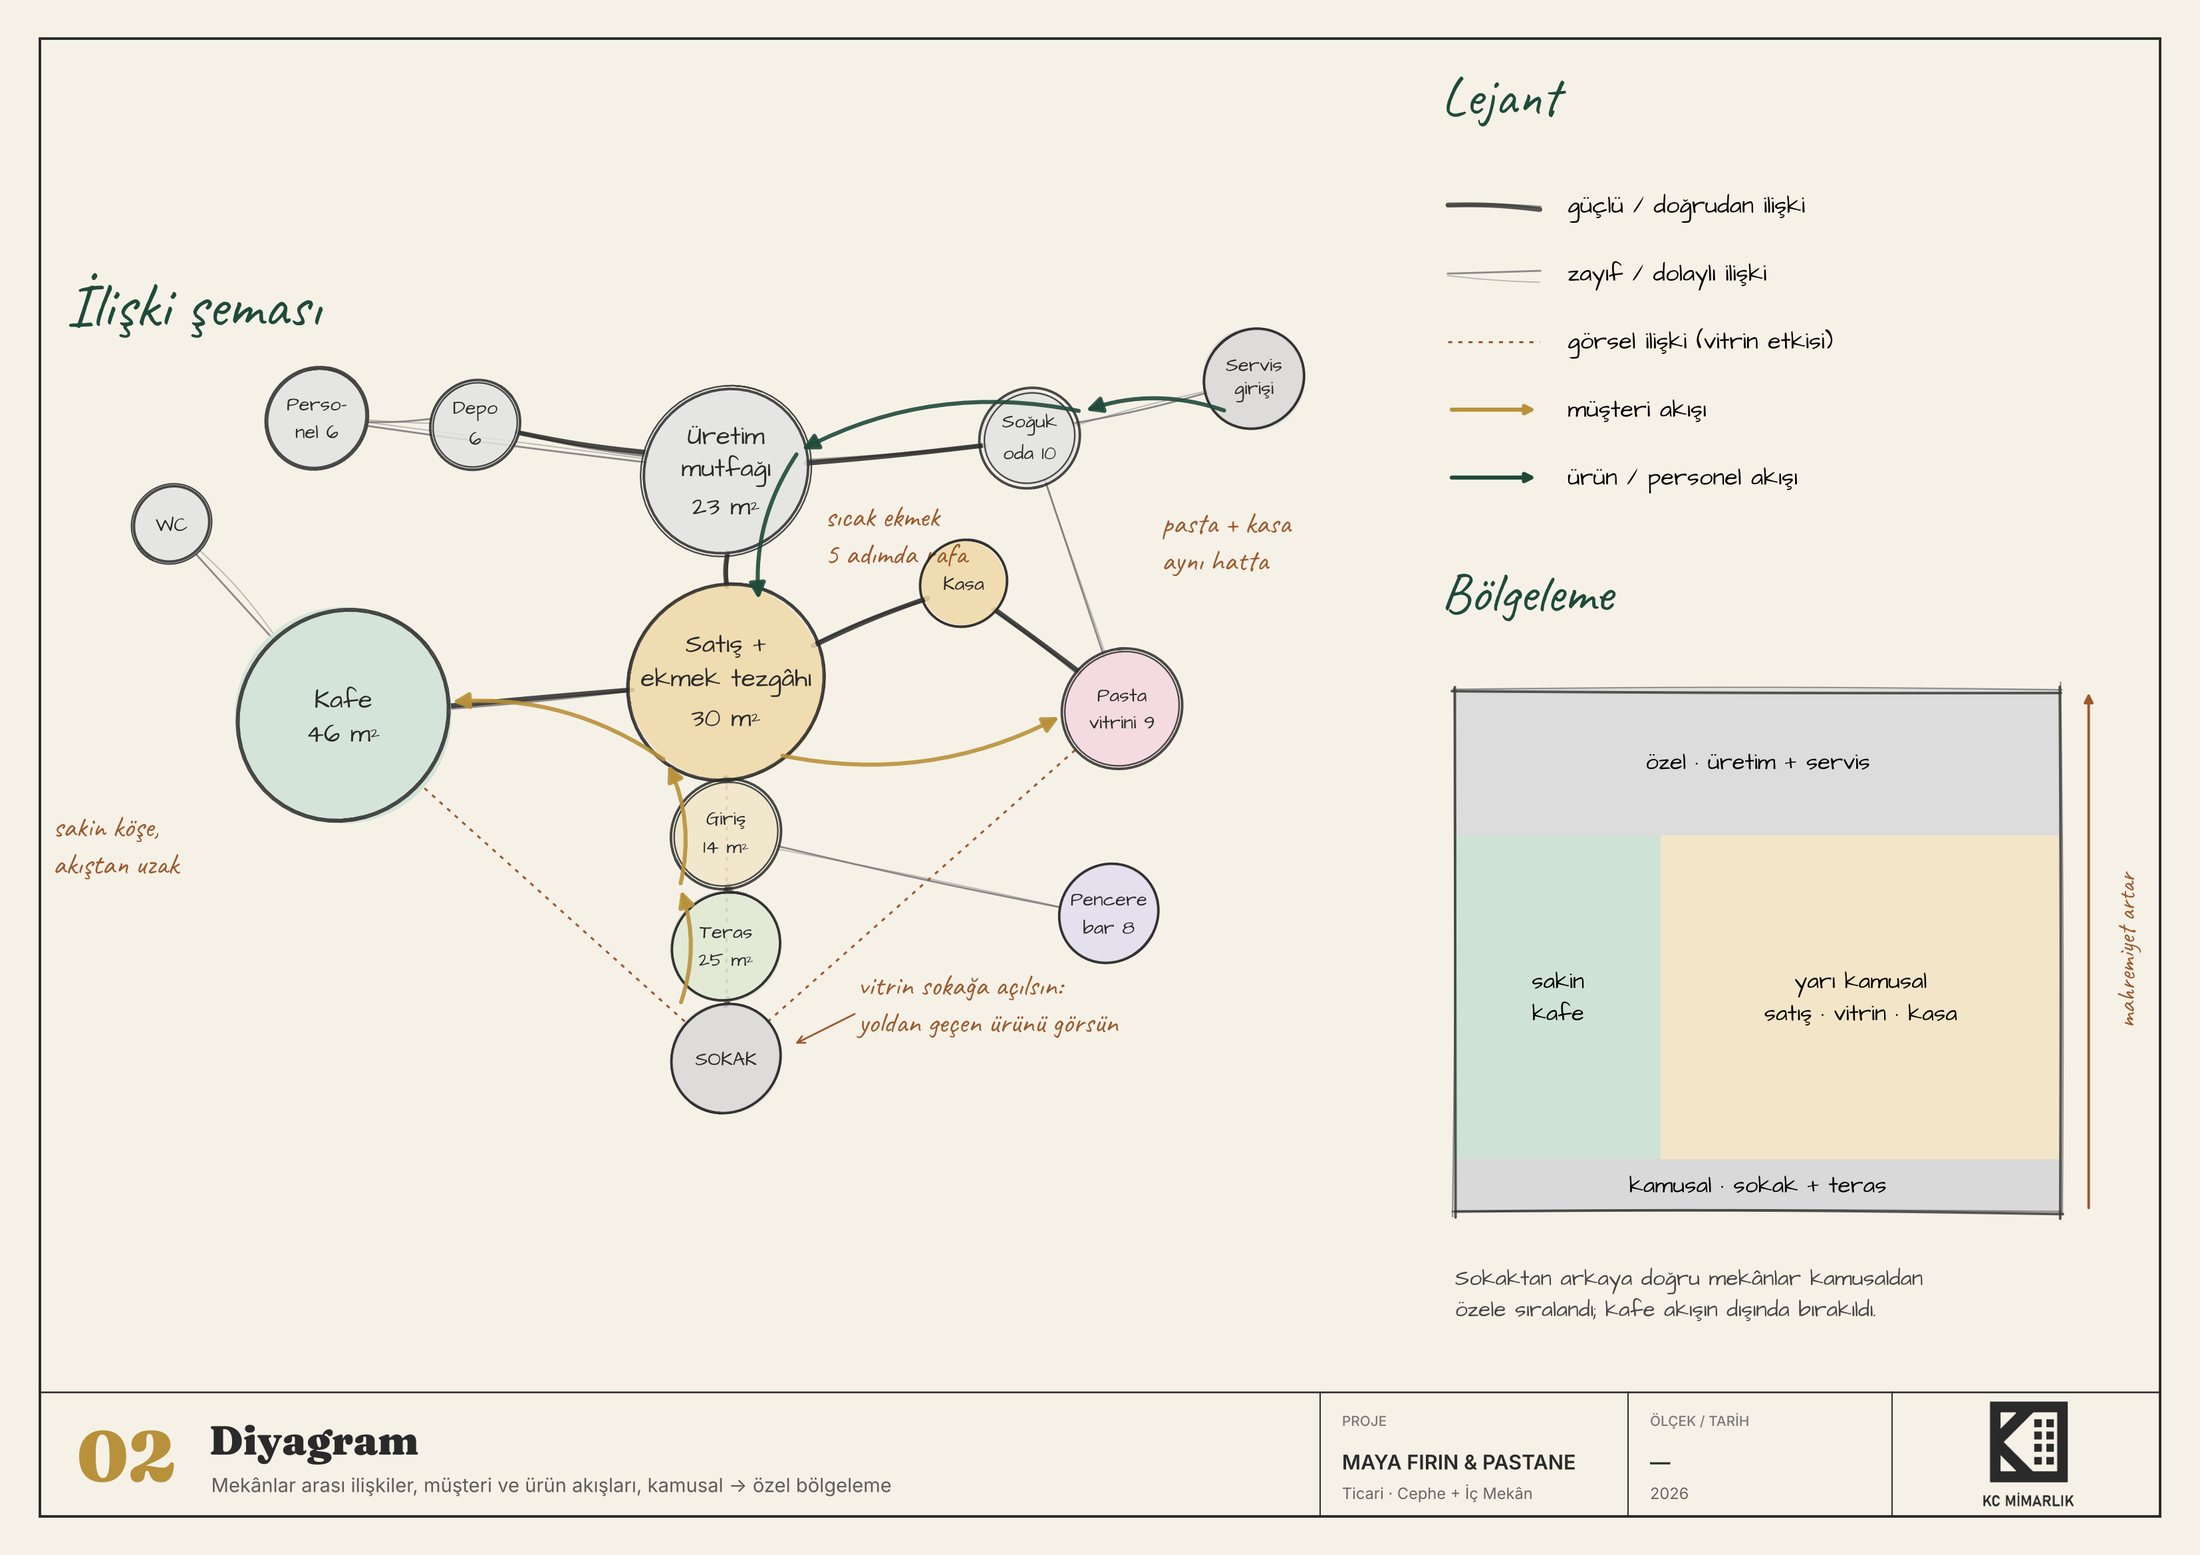 Lejant
güçlü / doğrudan ilişki
zayıf / dolaylı ilişki
görsel ilişki (vitrin etkisi)
müşteri akışı
ürün / personel akışı
İlişki şeması
Servis
girişi
Perso-
nel 6
Depo
6
Üretim
mutfağı
23 m²
Soğuk
oda 10
WC
sıcak ekmek
5 adımda rafa
pasta + kasa
aynı hatta
Kasa
Satış +
ekmek tezgâhı
30 m²
Kafe
46 m²
Pasta
vitrini 9
sakin köşe,
akıştan uzak
Giriş
14 m²
Pencere
bar 8
Teras
25 m²
vitrin sokağa açılsın:
yoldan geçen ürünü görsün
SOKAK
Bölgeleme
özel · üretim + servis
sakin
kafe
yarı kamusal
satış · vitrin · kasa
kamusal · sokak + teras
mahremiyet artar
Sokaktan arkaya doğru mekânlar kamusaldan
özele sıralandı; kafe akışın dışında bırakıldı.
02
Diyagram
Mekânlar arası ilişkiler, müşteri ve ürün akışları, kamusal → özel bölgeleme
PROJE
MAYA FIRIN & PASTANE
Ticari · Cephe + İç Mekân
ÖLÇEK / TARİH
—
2026
KC MİMARLIK